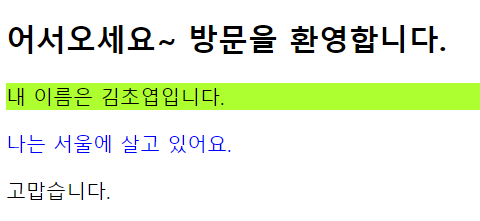 어서오세요~ 방문을 환영합니다.
내 이름은 김초엽입니다.
나는 서울에 살고 있어요.
고맙습니다.